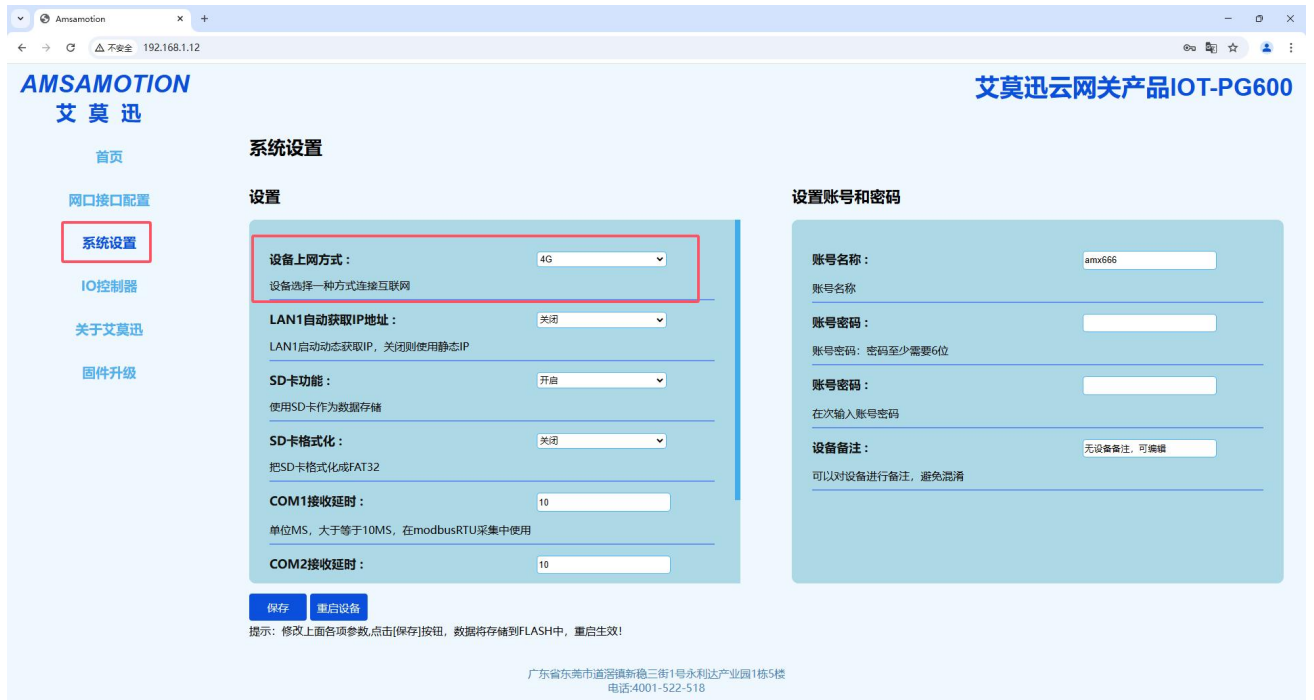 Amsamotion
不安全 192.168.1.12
AMSAMOTION
艾莫迅
艾莫迅云网关产品IOT-PG600
首页
网口接口配置
系统设置
IO控制器
关于艾莫迅
固件升级
系统设置
设置
设备上网方式：
4G
设备选择一种方式连接互联网
LAN1自动获取IP地址：
关闭
LAN1启动动态获取IP，关闭则使用静态IP
SD卡功能：
开启
使用SD卡作为数据存储
SD卡格式化：
关闭
把SD卡格式化成FAT32
COM1接收延时：
10
单位MS，大于等于10MS，在modbusRTU采集中使用
COM2接收延时：
10
设置账号和密码
账号名称：
amx666
账号名称
账号密码：
账号密码：密码至少需要6位
账号密码：
在次输入账号密码
设备备注：
无设备备注，可编辑
可以对设备进行备注，避免混淆
保存
重启设备
提示：修改上面各项参数,点击[保存]按钮，数据将存储到FLASH中，重启生效！
广东省东莞市道滘镇新稳三街1号永利达产业园1栋5楼
电话:4001-522-518